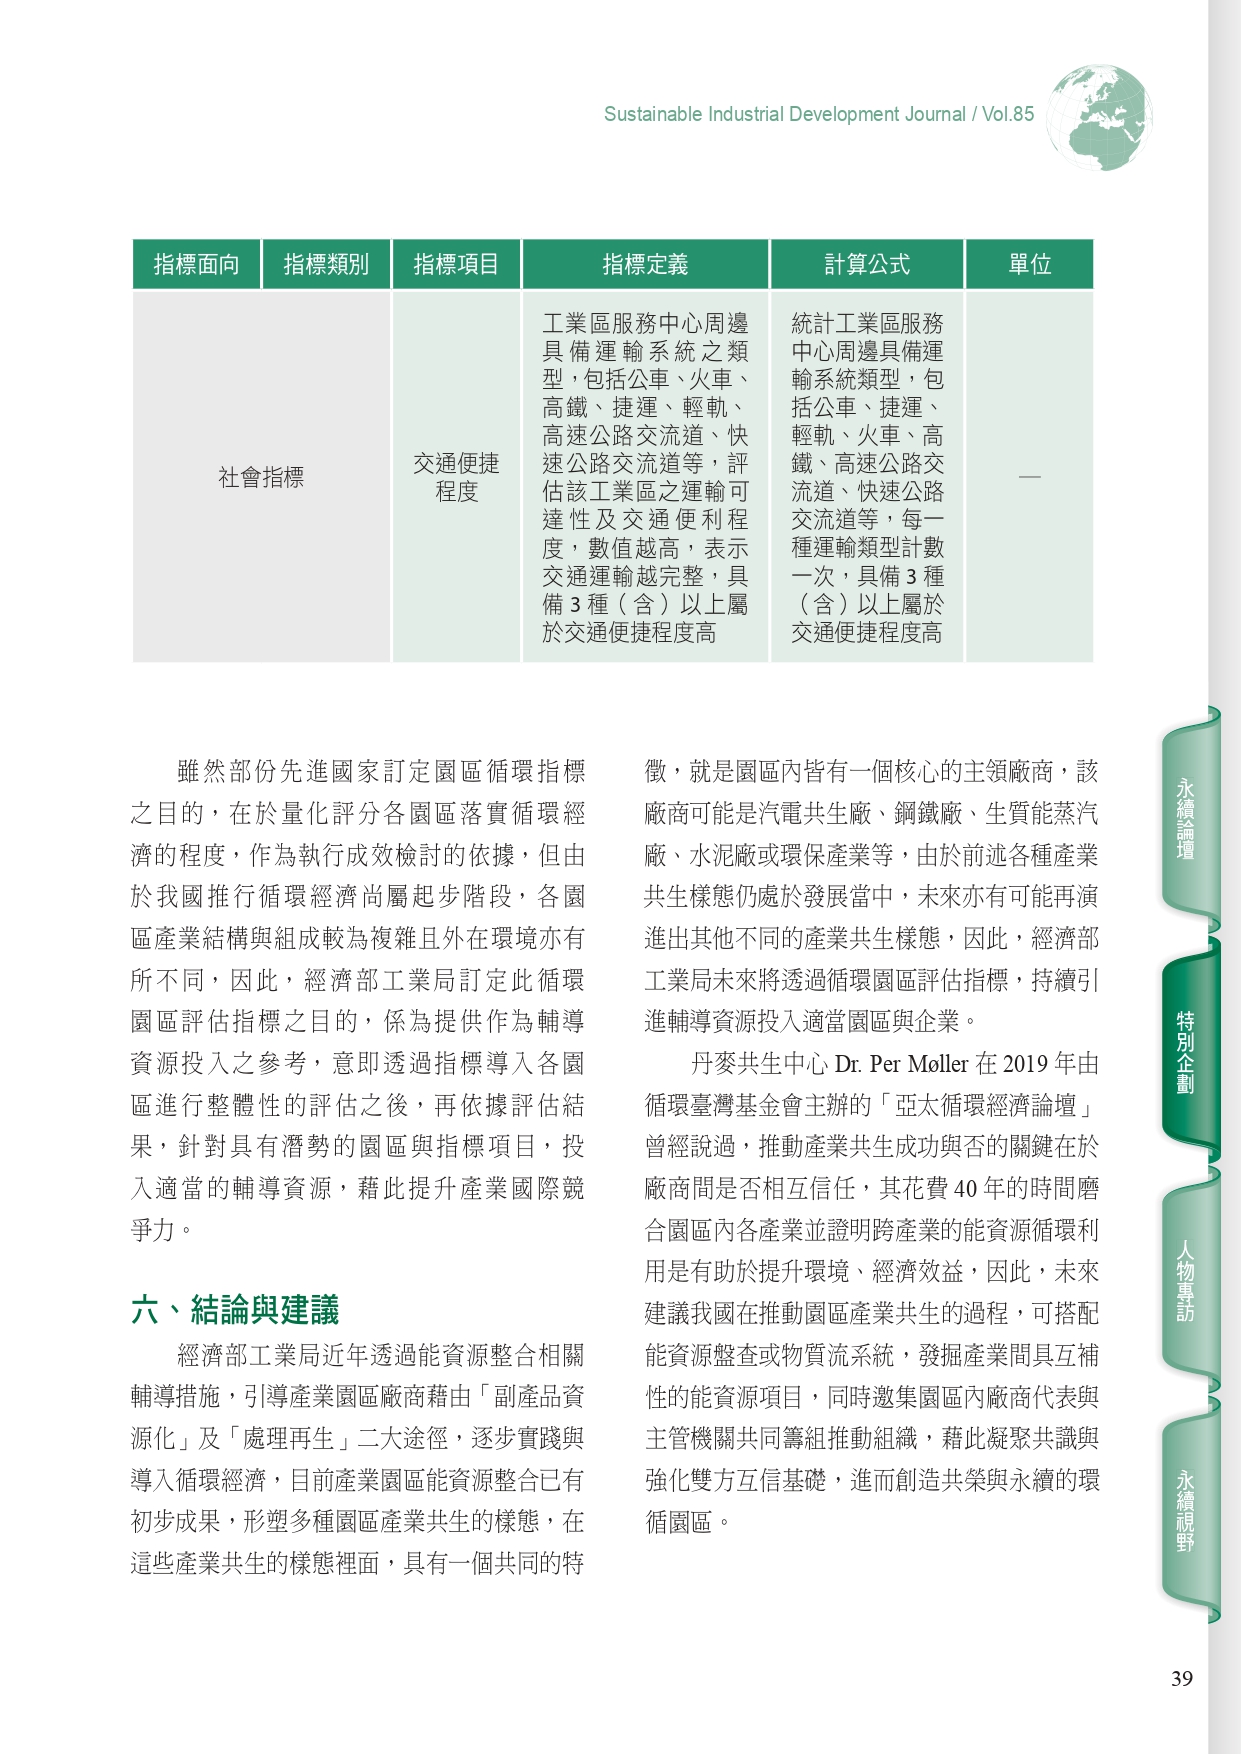 Sustainable Industrial Development Journal / Vol.85
指標面向 指標類別 指標項目 指標定義 計算公式 單位
社會指標
交通便捷
程度
工業區服務中心周邊
具備運輸系統之類
型，包括公車、火車、
高鐵、捷運、輕軌、
高速公路交流道、快
速公路交流道等，評
估該工業區之運輸可
達性及交通便利程
度，數值越高，表示
交通運輸越完整，具
備 3 種（含）以上屬
於交通便捷程度高
統計工業區服務
中心周邊具備運
輸系統類型，包
括公車、捷運、
輕軌、火車、高
鐵、高速公路交
流道、快速公路
交流道等，每一
種運輸類型計數
一次，具備 3 種
（含）以上屬於
交通便捷程度高
—
雖然部份先進國家訂定園區循環指標
之目的，在於量化評分各園區落實循環經
濟的程度，作為執行成效檢討的依據，但由
於我國推行循環經濟尚屬起步階段，各園
區產業結構與組成較為複雜且外在環境亦有
所不同，因此，經濟部工業局訂定此循環
園區評估指標之目的，係為提供作為輔導
資源投入之參考，意即透過指標導入各園
區進行整體性的評估之後，再依據評估結
果，針對具有潛勢的園區與指標項目，投
入適當的輔導資源，藉此提升產業國際競
爭力。
六、結論與建議
經濟部工業局近年透過能資源整合相關
輔導措施，引導產業園區廠商藉由「副產品資
源化」及「處理再生」二大途徑，逐步實踐與
導入循環經濟，目前產業園區能資源整合已有
初步成果，形塑多種園區產業共生的樣態，在
這些產業共生的樣態裡面，具有一個共同的特
徵，就是園區內皆有一個核心的主領廠商，該
廠商可能是汽電共生廠、鋼鐵廠、生質能蒸汽
廠、水泥廠或環保產業等，由於前述各種產業
共生樣態仍處於發展當中，未來亦有可能再演
進出其他不同的產業共生樣態，因此，經濟部
工業局未來將透過循環園區評估指標，持續引
進輔導資源投入適當園區與企業。
丹麥共生中心 Dr. Per Møller 在 2019 年由
循環臺灣基金會主辦的「亞太循環經濟論壇」
曾經說過，推動產業共生成功與否的關鍵在於
廠商間是否相互信任，其花費 40 年的時間磨
合園區內各產業並證明跨產業的能資源循環利
用是有助於提升環境、經濟效益，因此，未來
建議我國在推動園區產業共生的過程，可搭配
能資源盤查或物質流系統，發掘產業間具互補
性的能資源項目，同時邀集園區內廠商代表與
主管機關共同籌組推動組織，藉此凝聚共識與
強化雙方互信基礎，進而創造共榮與永續的環
循園區。
永續論壇
特別企劃
人物專訪
永續視野
39